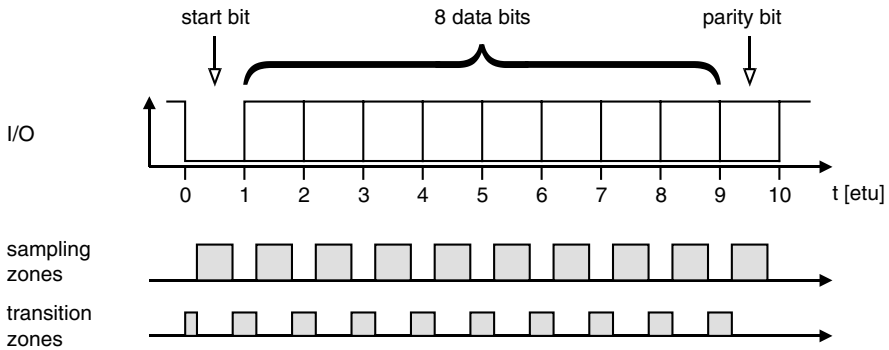 start bit
8 data bits
parity bit
I/O
0 1 2 3 4 5 6 7 8 9 10 t [etu]
sampling
zones
transition
zones